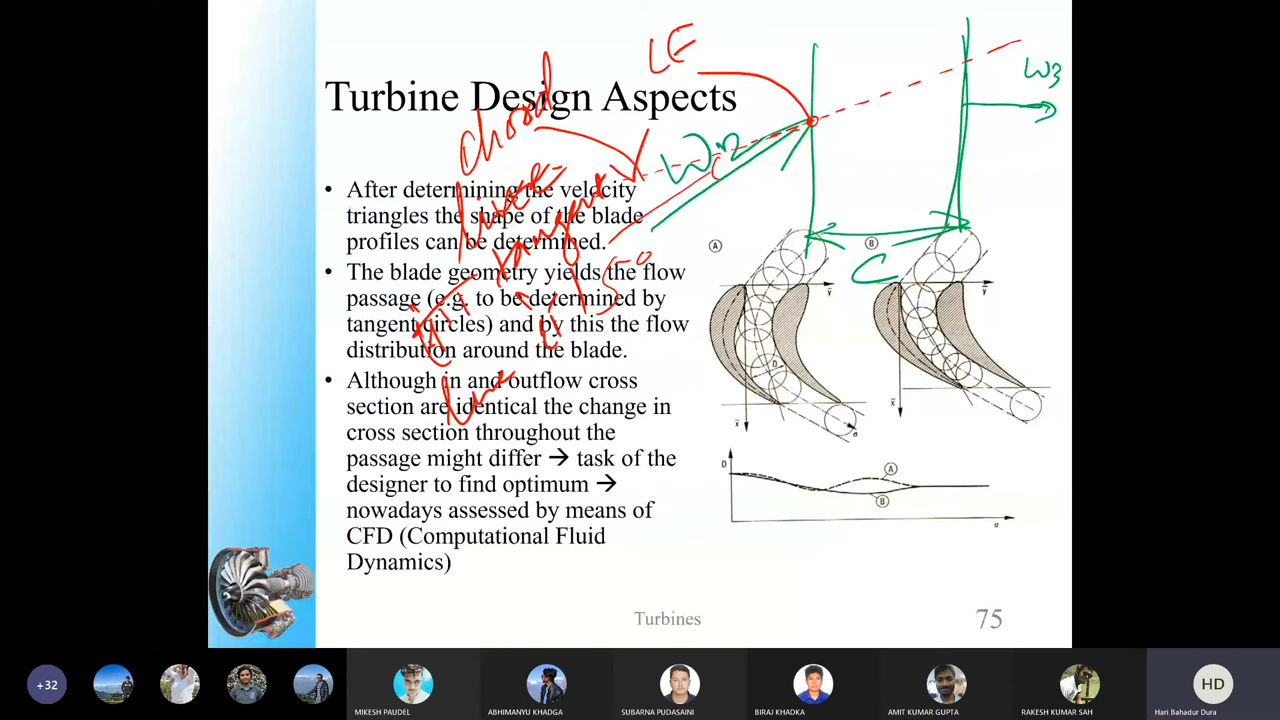 LE
W3
Turbine Design Aspects
chord
W2
line
tangent
5°
• After determining the velocity
triangles the shape of the blade
profiles can be determined.
• The blade geometry yields the flow
passage (e.g. to be determined by
tangent circles) and by this the flow
distribution around the blade.
• Although in and outflow cross
section are identical the change in
cross section throughout the
passage might differ → task of the
designer to find optimum →
nowadays assessed by means of
CFD (Computational Fluid
Dynamics)
line
A
B
C
y
y
D
x
x
σ
D
A
B
σ
Turbines
75
+32
MIKESH PAUDEL
ABHIMANYU KHADGA
SUBARNA PUDASAINI
BIRAJ KHADKA
AMIT KUMAR GUPTA
RAKESH KUMAR SAH
HD
Hari Bahadur Dura